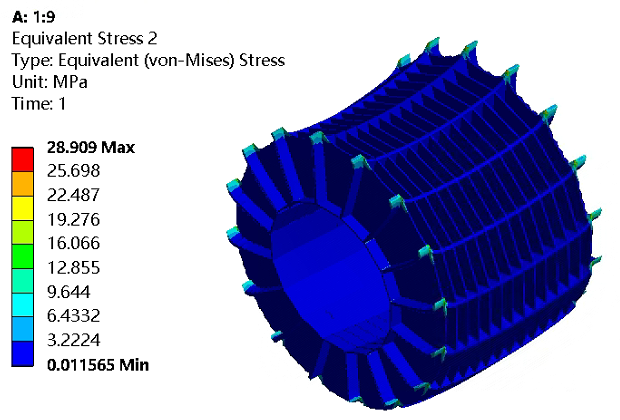 A: 1:9
Equivalent Stress 2
Type: Equivalent (von-Mises) Stress
Unit: MPa
Time: 1
28.909 Max
25.698
22.487
19.276
16.066
12.855
9.644
6.4332
3.2224
0.011565 Min